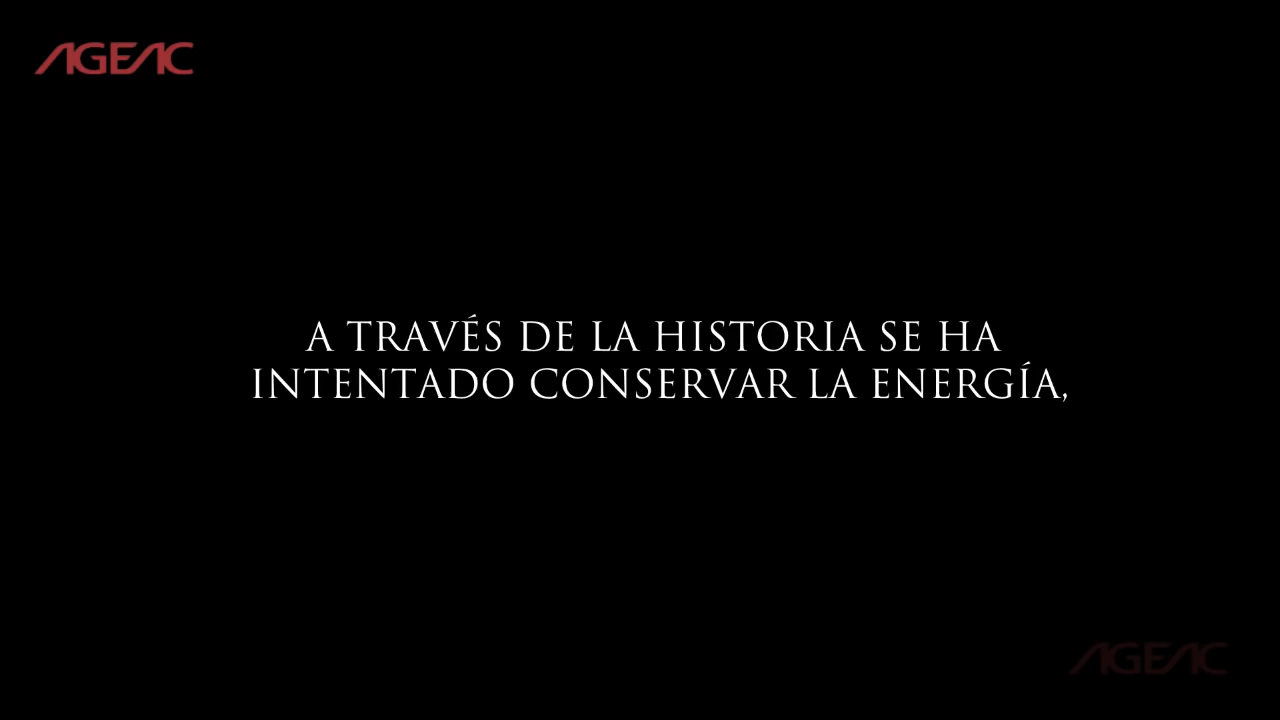 AGEAC
A TRAVÉS DE LA HISTORIA SE HA
INTENTADO CONSERVAR LA ENERGÍA,
AGEAC